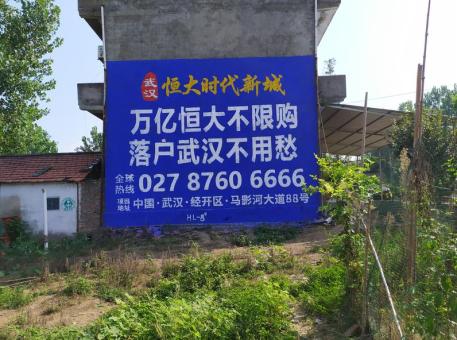 武汉 恒大时代新城
万亿恒大不限购
落户武汉不用愁
全球热线 027 8760 6666
项目地址 中国·武汉·经开区·马影河大道88号
HL-8